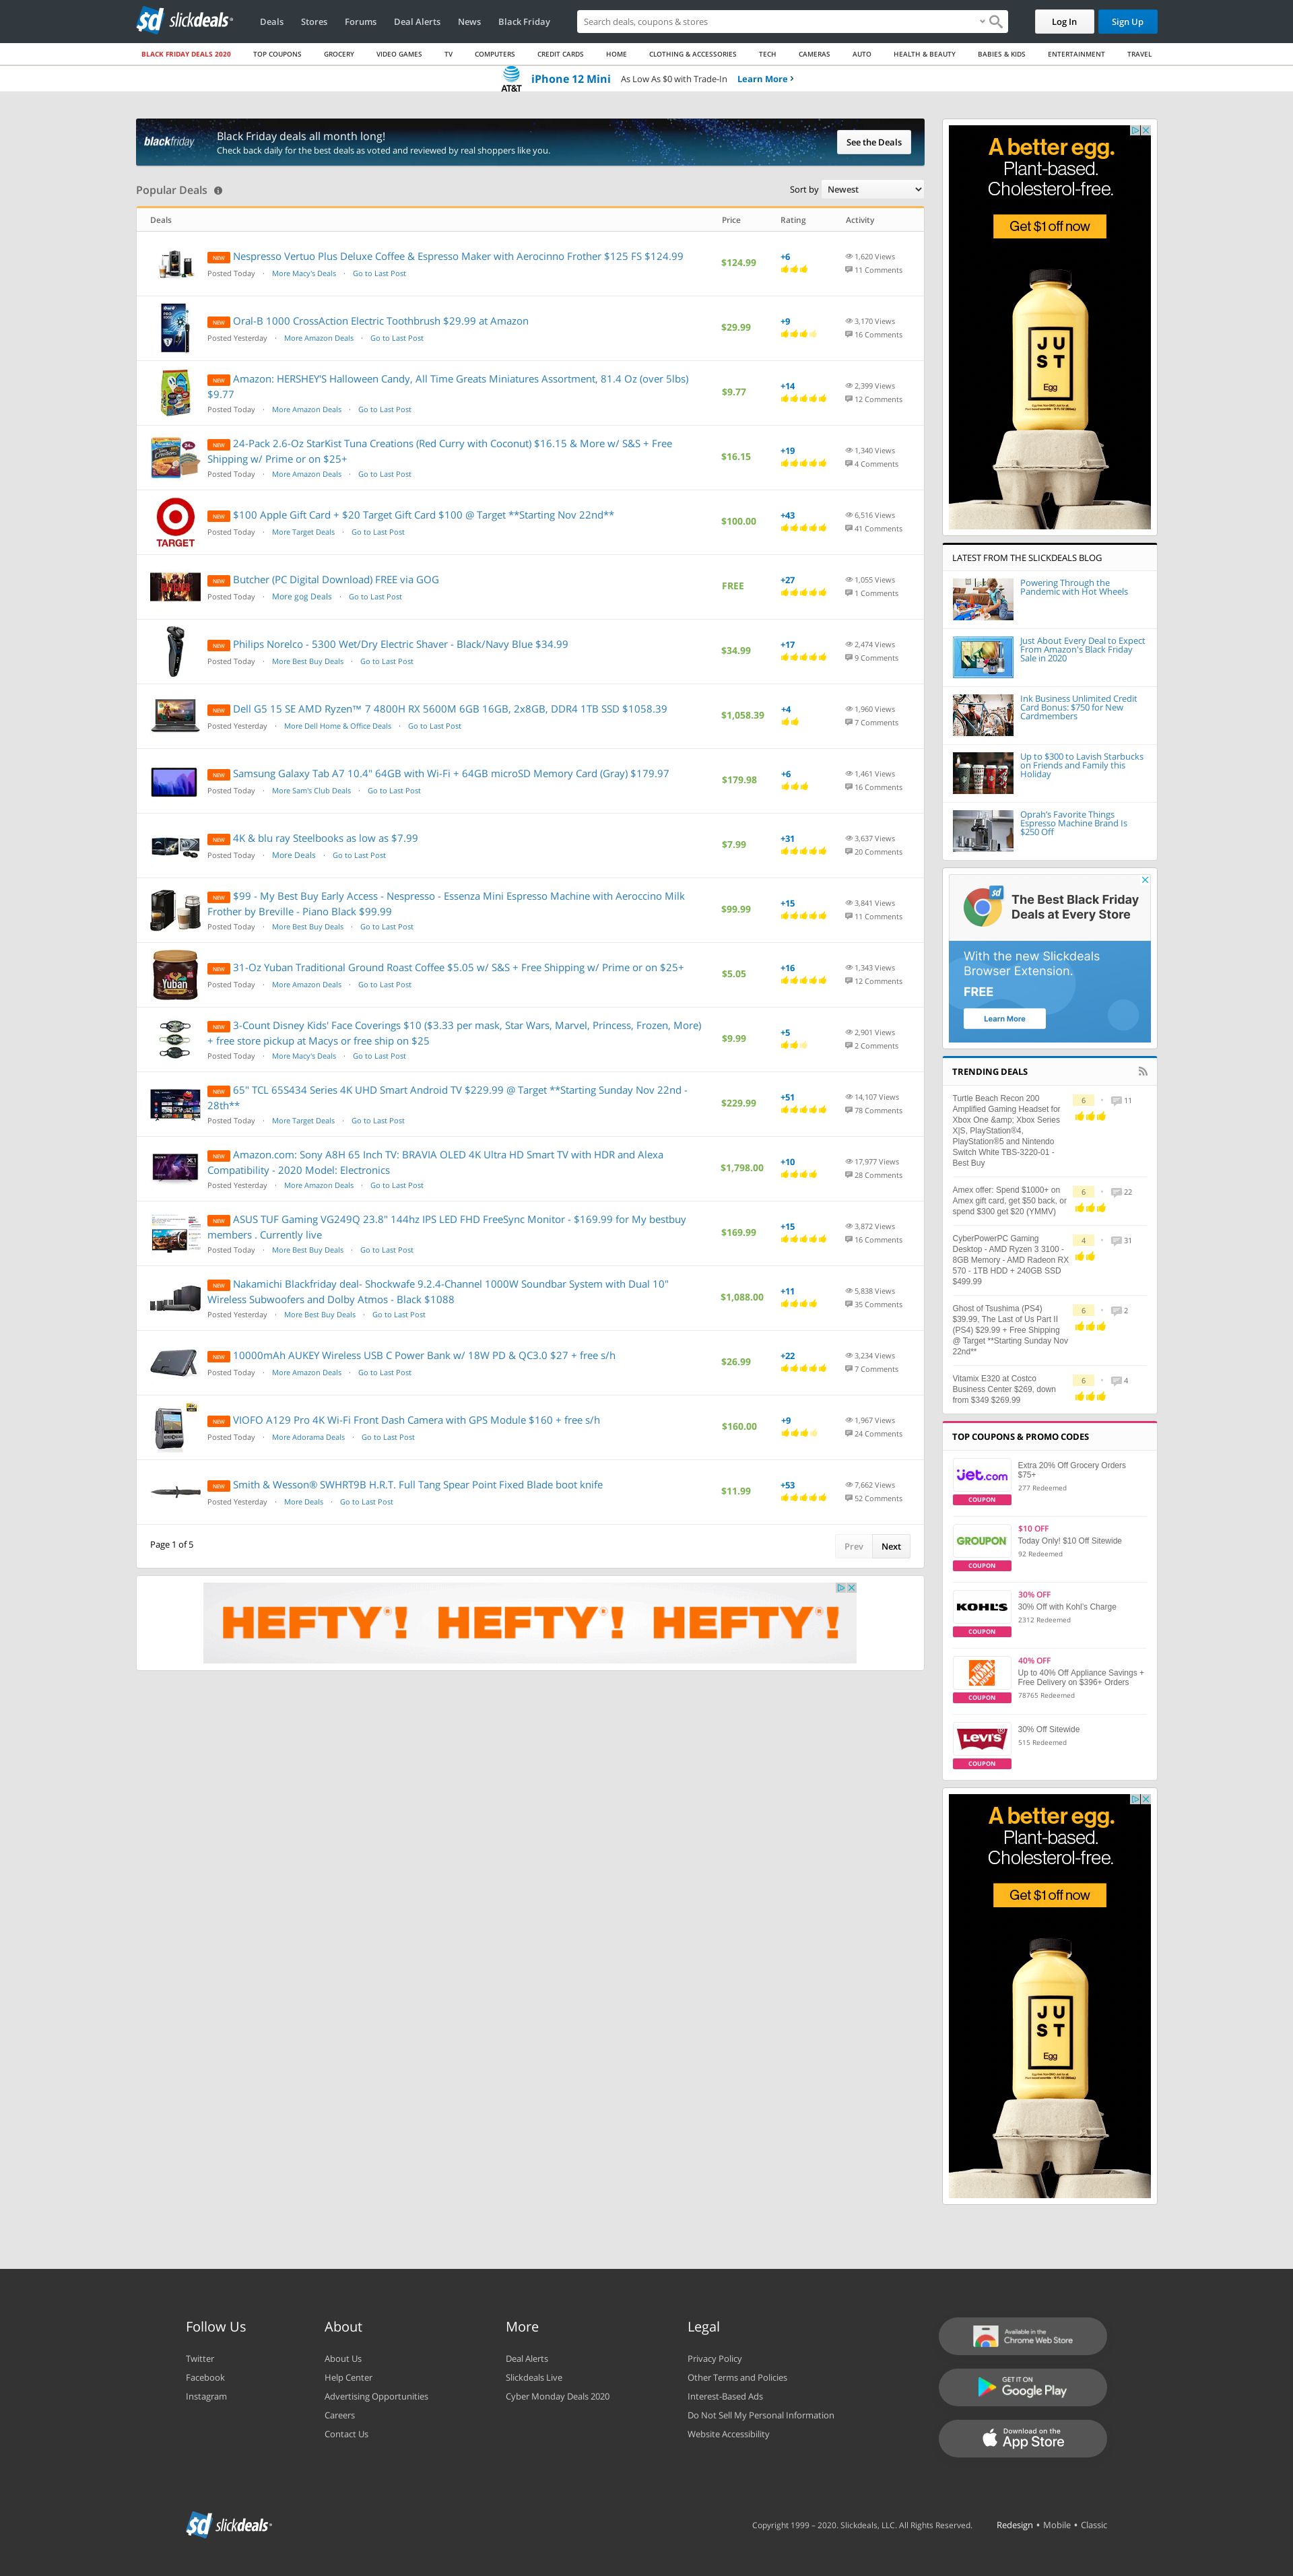 sd slickdeals
Deals Stores Forums Deal Alerts News Black Friday
Search deals, coupons & stores
Log In Sign Up
BLACK FRIDAY DEALS 2020 TOP COUPONS GROCERY VIDEO GAMES TV COMPUTERS CREDIT CARDS HOME CLOTHING & ACCESSORIES TECH CAMERAS AUTO HEALTH & BEAUTY BABIES & KIDS ENTERTAINMENT TRAVEL
AT&T iPhone 12 Mini As Low As $0 with Trade-In Learn More
blackfriday
Black Friday deals all month long!
Check back daily for the best deals as voted and reviewed by real shoppers like you.
See the Deals
Popular Deals
Sort by Newest
Deals Price Rating Activity
NEW Nespresso Vertuo Plus Deluxe Coffee & Espresso Maker with Aerocinno Frother $125 FS $124.99
Posted Today · More Macy's Deals · Go to Last Post
$124.99 +6 1,620 Views
11 Comments
NEW Oral-B 1000 CrossAction Electric Toothbrush $29.99 at Amazon
Posted Yesterday · More Amazon Deals · Go to Last Post
$29.99 +9 3,170 Views
16 Comments
NEW Amazon: HERSHEY'S Halloween Candy, All Time Greats Miniatures Assortment, 81.4 Oz (over 5lbs)
$9.77
Posted Today · More Amazon Deals · Go to Last Post
$9.77 +14 2,399 Views
12 Comments
NEW 24-Pack 2.6-Oz StarKist Tuna Creations (Red Curry with Coconut) $16.15 & More w/ S&S + Free
Shipping w/ Prime or on $25+
Posted Today · More Amazon Deals · Go to Last Post
$16.15 +19 1,340 Views
4 Comments
TARGET
NEW $100 Apple Gift Card + $20 Target Gift Card $100 @ Target **Starting Nov 22nd**
Posted Today · More Target Deals · Go to Last Post
$100.00 +43 6,516 Views
41 Comments
NEW Butcher (PC Digital Download) FREE via GOG
Posted Today · More gog Deals · Go to Last Post
FREE +27 1,055 Views
1 Comments
NEW Philips Norelco - 5300 Wet/Dry Electric Shaver - Black/Navy Blue $34.99
Posted Today · More Best Buy Deals · Go to Last Post
$34.99 +17 2,474 Views
9 Comments
NEW Dell G5 15 SE AMD Ryzen™ 7 4800H RX 5600M 6GB 16GB, 2x8GB, DDR4 1TB SSD $1058.39
Posted Yesterday · More Dell Home & Office Deals · Go to Last Post
$1,058.39 +4 1,960 Views
7 Comments
NEW Samsung Galaxy Tab A7 10.4" 64GB with Wi-Fi + 64GB microSD Memory Card (Gray) $179.97
Posted Today · More Sam's Club Deals · Go to Last Post
$179.98 +6 1,461 Views
16 Comments
NEW 4K & blu ray Steelbooks as low as $7.99
Posted Today · More Deals · Go to Last Post
$7.99 +31 3,637 Views
20 Comments
NEW $99 - My Best Buy Early Access - Nespresso - Essenza Mini Espresso Machine with Aeroccino Milk
Frother by Breville - Piano Black $99.99
Posted Today · More Best Buy Deals · Go to Last Post
$99.99 +15 3,841 Views
11 Comments
Yuban
NEW 31-Oz Yuban Traditional Ground Roast Coffee $5.05 w/ S&S + Free Shipping w/ Prime or on $25+
Posted Today · More Amazon Deals · Go to Last Post
$5.05 +16 1,343 Views
12 Comments
NEW 3-Count Disney Kids' Face Coverings $10 ($3.33 per mask, Star Wars, Marvel, Princess, Frozen, More)
+ free store pickup at Macys or free ship on $25
Posted Today · More Macy's Deals · Go to Last Post
$9.99 +5 2,901 Views
2 Comments
NEW 65" TCL 65S434 Series 4K UHD Smart Android TV $229.99 @ Target **Starting Sunday Nov 22nd -
28th**
Posted Today · More Target Deals · Go to Last Post
$229.99 +51 14,107 Views
78 Comments
NEW Amazon.com: Sony A8H 65 Inch TV: BRAVIA OLED 4K Ultra HD Smart TV with HDR and Alexa
Compatibility - 2020 Model: Electronics
Posted Yesterday · More Amazon Deals · Go to Last Post
$1,798.00 +10 17,977 Views
28 Comments
NEW ASUS TUF Gaming VG249Q 23.8" 144hz IPS LED FHD FreeSync Monitor - $169.99 for My bestbuy
members . Currently live
Posted Today · More Best Buy Deals · Go to Last Post
$169.99 +15 3,872 Views
16 Comments
NEW Nakamichi Blackfriday deal- Shockwafe 9.2.4-Channel 1000W Soundbar System with Dual 10"
Wireless Subwoofers and Dolby Atmos - Black $1088
Posted Yesterday · More Best Buy Deals · Go to Last Post
$1,088.00 +11 5,838 Views
35 Comments
NEW 10000mAh AUKEY Wireless USB C Power Bank w/ 18W PD & QC3.0 $27 + free s/h
Posted Today · More Amazon Deals · Go to Last Post
$26.99 +22 3,234 Views
7 Comments
NEW VIOFO A129 Pro 4K Wi-Fi Front Dash Camera with GPS Module $160 + free s/h
Posted Today · More Adorama Deals · Go to Last Post
$160.00 +9 1,967 Views
24 Comments
NEW Smith & Wesson® SWHRT9B H.R.T. Full Tang Spear Point Fixed Blade boot knife
Posted Yesterday · More Deals · Go to Last Post
$11.99 +53 7,662 Views
52 Comments
Page 1 of 5
Prev Next
HEFTY! HEFTY! HEFTY!
A better egg.
Plant-based.
Cholesterol-free.
Get $1 off now
JU
ST
Egg
LATEST FROM THE SLICKDEALS BLOG
Powering Through the
Pandemic with Hot Wheels
Just About Every Deal to Expect
From Amazon's Black Friday
Sale in 2020
Ink Business Unlimited Credit
Card Bonus: $750 for New
Cardmembers
Up to $300 to Lavish Starbucks
on Friends and Family this
Holiday
Oprah's Favorite Things
Espresso Machine Brand Is
$250 Off
sd
The Best Black Friday
Deals at Every Store
With the new Slickdeals
Browser Extension.
FREE
Learn More
TRENDING DEALS
Turtle Beach Recon 200
Amplified Gaming Headset for
Xbox One &amp; Xbox Series
X|S, PlayStation®4,
PlayStation®5 and Nintendo
Switch White TBS-3220-01 -
Best Buy
6 · 11
Amex offer: Spend $1000+ on
Amex gift card, get $50 back, or
spend $300 get $20 (YMMV)
6 · 22
CyberPowerPC Gaming
Desktop - AMD Ryzen 3 3100 -
8GB Memory - AMD Radeon RX
570 - 1TB HDD + 240GB SSD
$499.99
4 · 31
Ghost of Tsushima (PS4)
$39.99, The Last of Us Part II
(PS4) $29.99 + Free Shipping
@ Target **Starting Sunday Nov
22nd**
6 · 2
Vitamix E320 at Costco
Business Center $269, down
from $349 $269.99
6 · 4
TOP COUPONS & PROMO CODES
jet.com
COUPON
Extra 20% Off Grocery Orders
$75+
277 Redeemed
GROUPON
COUPON
$10 OFF
Today Only! $10 Off Sitewide
92 Redeemed
KOHL'S
COUPON
30% OFF
30% Off with Kohl's Charge
2312 Redeemed
COUPON
40% OFF
Up to 40% Off Appliance Savings +
Free Delivery on $396+ Orders
78765 Redeemed
LEVI'S
COUPON
30% Off Sitewide
515 Redeemed
A better egg.
Plant-based.
Cholesterol-free.
Get $1 off now
JU
ST
Egg
Follow Us
Twitter
Facebook
Instagram
About
About Us
Help Center
Advertising Opportunities
Careers
Contact Us
More
Deal Alerts
Slickdeals Live
Cyber Monday Deals 2020
Legal
Privacy Policy
Other Terms and Policies
Interest-Based Ads
Do Not Sell My Personal Information
Website Accessibility
Available in the
Chrome Web Store
GET IT ON
Google Play
Download on the
App Store
sd slickdeals
Copyright 1999 – 2020. Slickdeals, LLC. All Rights Reserved.
Redesign • Mobile • Classic